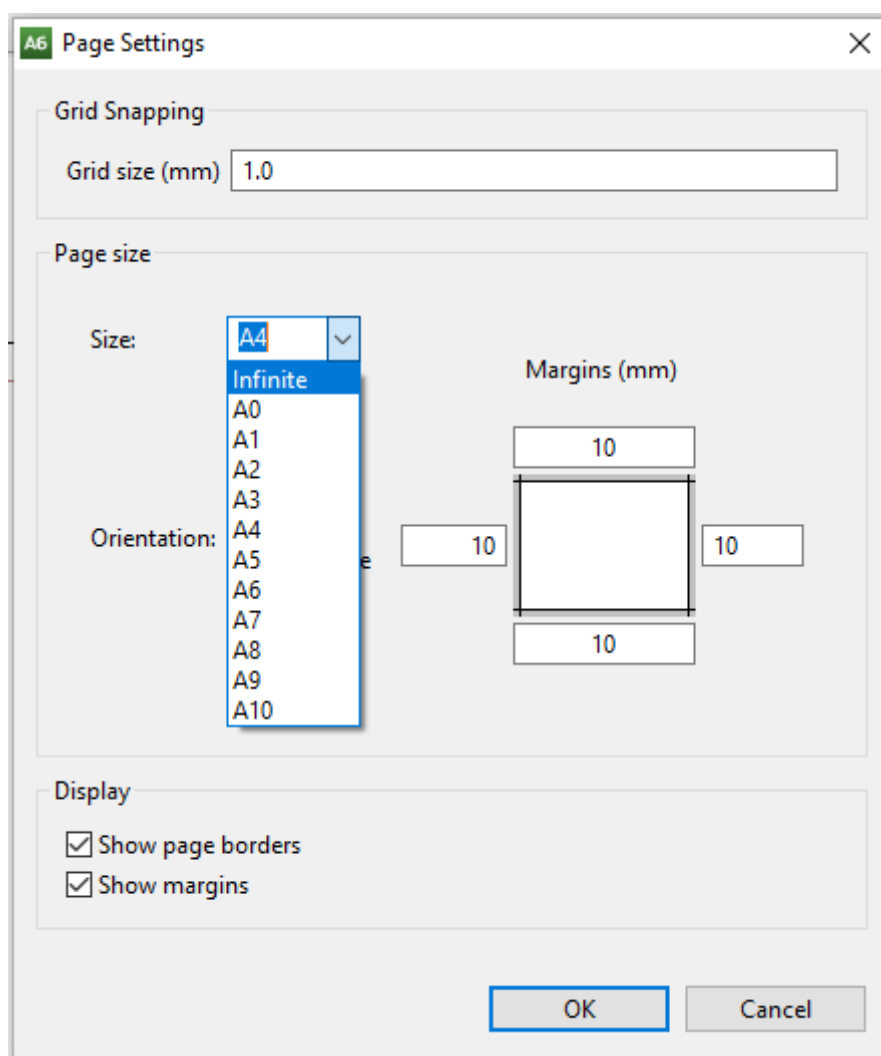 A6 Page Settings
Grid Snapping
Grid size (mm) 1.0
Page size
Size: A4
Infinite
A0
A1
A2
A3
A4
A5
A6
A7
A8
A9
A10
Orientation:
e
Margins (mm)
10
10 10
10
Display
Show page borders
Show margins
OK Cancel